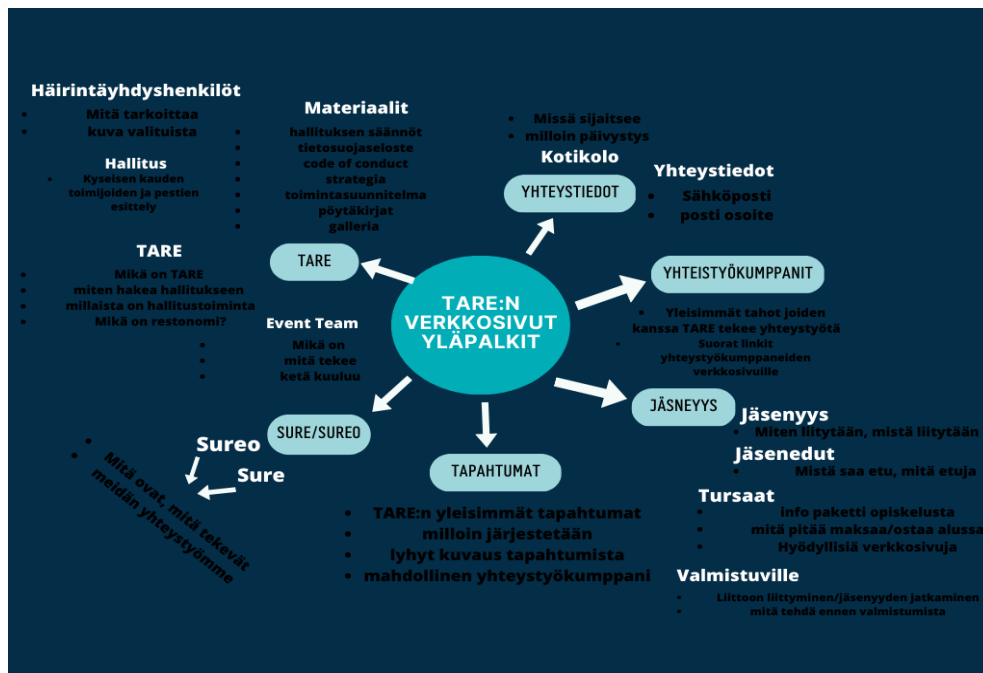 Häirintäyhdyshenkilöt
• Mitä tarkoittaa
• kuva valituista
Hallitus
• Kyseisen kauden
toimijoiden ja pestien
esittely
TARE
• Mikä on TARE
• miten hakea hallitukseen
• millaista on hallitustoiminta
• Mikä on restonomi?
Materiaalit
• hallituksen säännöt
• tietosuojaseloste
• code of conduct
• strategia
• toimintasuunnitelma
• pöytäkirjat
• galleria
TARE
Event Team
• Mikä on
• mitä tekee
• ketä kuuluu
• Missä sijaitsee
• milloin päivystys
Kotikolo
YHTEYSTIEDOT
Yhteystiedot
• Sähköposti
• posti osoite
TARE:N
VERKKOSIVUT
YLÄPALKIT
YHTEISTYÖKUMPPANIT
• Yleisimmät tahot joiden
kanssa TARE tekee yhteystyötä
• Suorat linkit
yhteystyökumppaneiden
verkkosivuille
JÄSNEYYS
Jäsenyys
• Miten liitytään, mistä liitytään
Jäsenedut
• Mistä saa etu, mitä etuja
Tursaat
• info paketti opiskelusta
• mitä pitää maksaa/ostaa alussa
• Hyödyllisiä verkkosivuja
Valmistuville
• Liittoon liittyminen/jäsenyyden jatkaminen
• mitä tehdä ennen valmistumista
SURE/SUREO
Sureo
Sure
• Mitä ovat, mitä tekevät
• meidän yhteystyömme
TAPAHTUMAT
• TARE:n yleisimmät tapahtumat
• milloin järjestetään
• lyhyt kuvaus tapahtumista
• mahdollinen yhteystyökumppani